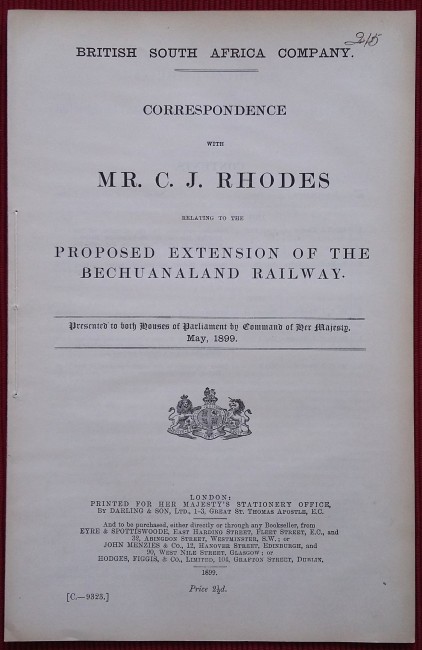 315
BRITISH SOUTH AFRICA COMPANY.
CORRESPONDENCE
WITH
MR. C. J. RHODES
RELATING TO THE
PROPOSED EXTENSION OF THE
BECHUANALAND RAILWAY.
Presented to both Houses of Parliament by Command of Her Majesty.
May, 1899.
LONDON:
PRINTED FOR HER MAJESTY'S STATIONERY OFFICE,
BY DARLING & SON, LTD., 1-3, GREAT ST. THOMAS APOSTLE, E.C.
And to be purchased, either directly or through any Bookseller, from
EYRE & SPOTTISWOODE, EAST HARDING STREET, FLEET STREET, E.C., and
32, ABINGDON STREET, WESTMINSTER, S.W.; or
JOHN MENZIES & Co., 12, HANOVER STREET, EDINBURGH, and
90, WEST NILE STREET, GLASGOW; or
HODGES, FIGGIS, & Co., LIMITED, 104, GRAFTON STREET, DUBLIN.
1899.
Price 2½d.
[C.—9323.]